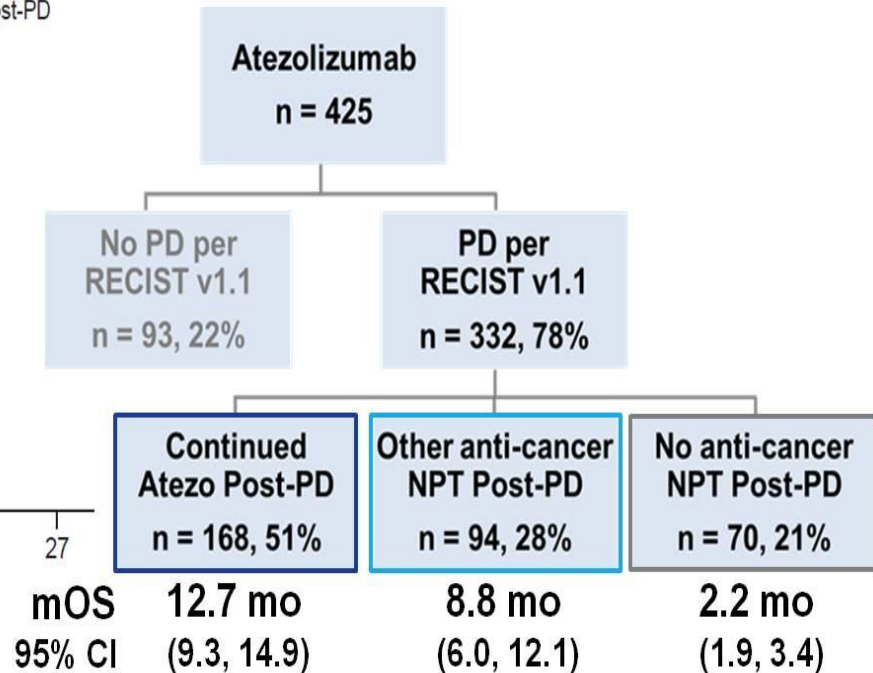 ost-PD
Atezolizumab
n = 425
No PD per
RECIST v1.1
n = 93, 22%
PD per
RECIST v1.1
n = 332, 78%
Continued
Atezo Post-PD
n = 168, 51%
Other anti-cancer
NPT Post-PD
n = 94, 28%
No anti-cancer
NPT Post-PD
n = 70, 21%
27
mOS 12.7 mo 8.8 mo 2.2 mo
95% CI (9.3, 14.9) (6.0, 12.1) (1.9, 3.4)